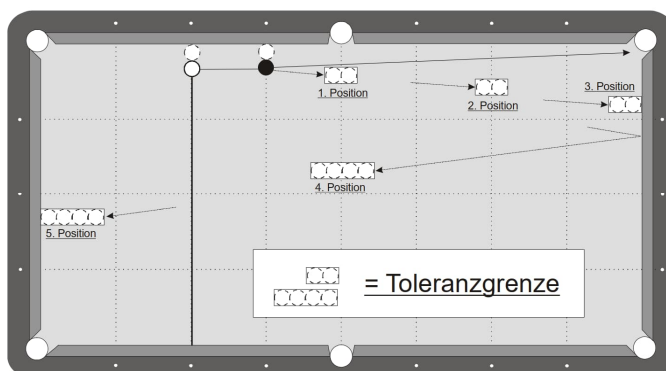 3. Position
1. Position
2. Position
4. Position
5. Position
= Toleranzgrenze